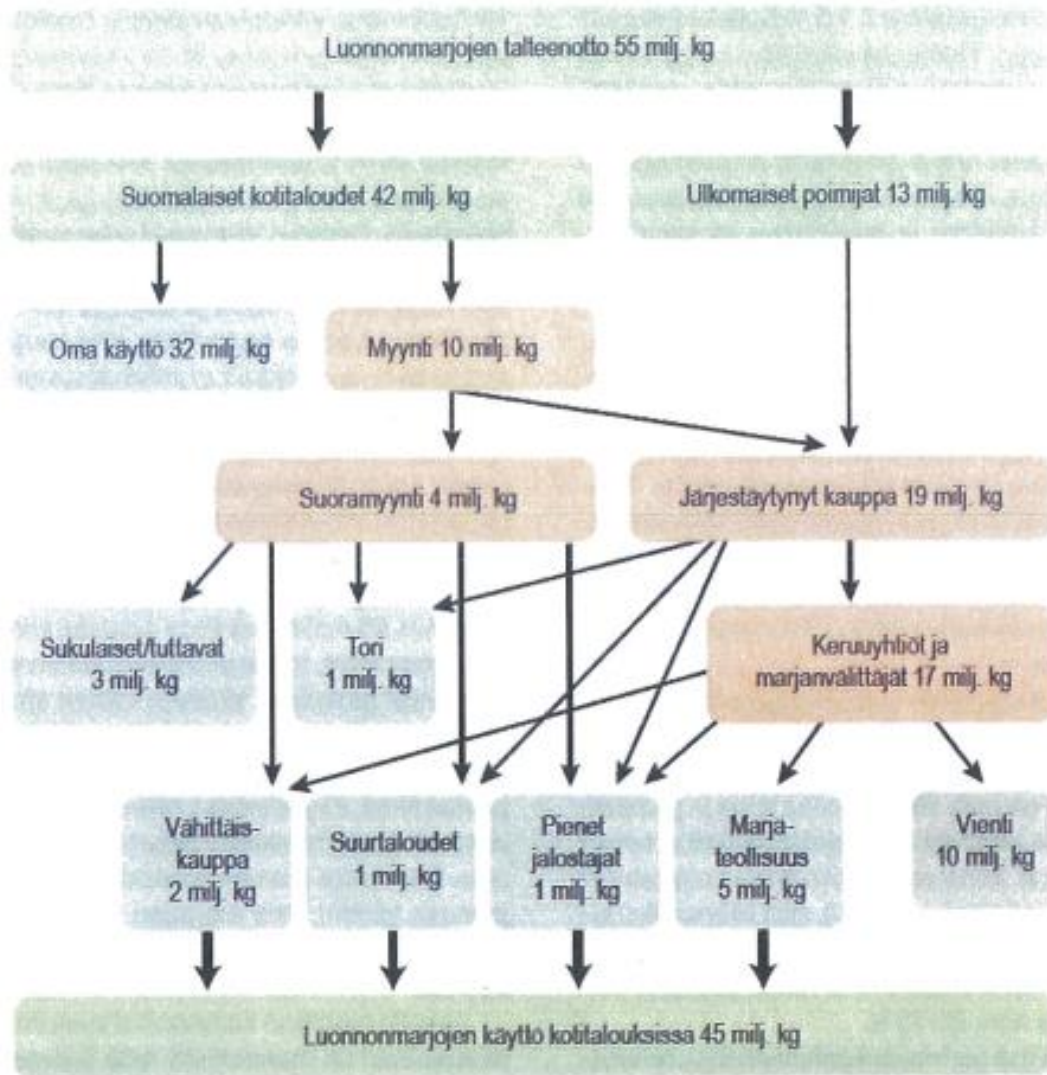 Luonnonmarjojen talteenotto 55 milj. kg
Suomalaiset kotitaloudet 42 milj. kg
Ulkomaiset poimijat 13 milj. kg
Oma käyttö 32 milj. kg
Myynti 10 milj. kg
Suoramyynti 4 milj. kg
Järjestäytynyt kauppa 19 milj. kg
Sukulaiset/tuttavat
3 milj. kg
Tori
1 milj. kg
Keruuyhtiöt ja
marjanvälittäjät 17 milj. kg
Vähittäis-
kauppa
2 milj. kg
Suurtaloudet
1 milj. kg
Pienet
jalostajat
1 milj. kg
Marja-
teollisuus
5 milj. kg
Vienti
10 milj. kg
Luonnonmarjojen käyttö kotitalouksissa 45 milj. kg